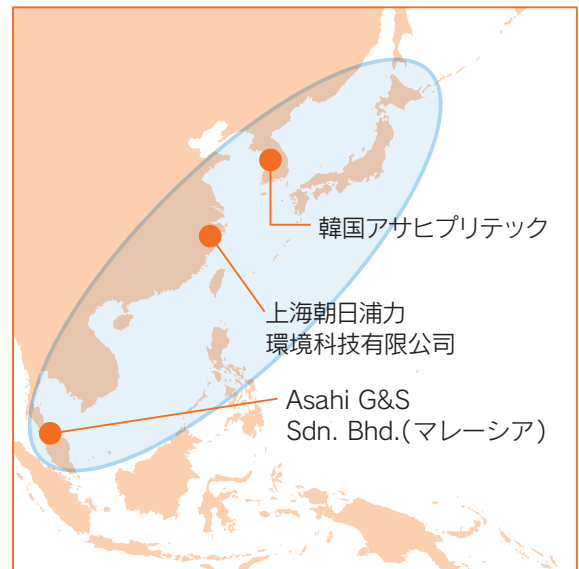 韓国アサヒプリテック
上海朝日浦力
環境科技有限公司
Asahi G&S
Sdn. Bhd.(マレーシア)